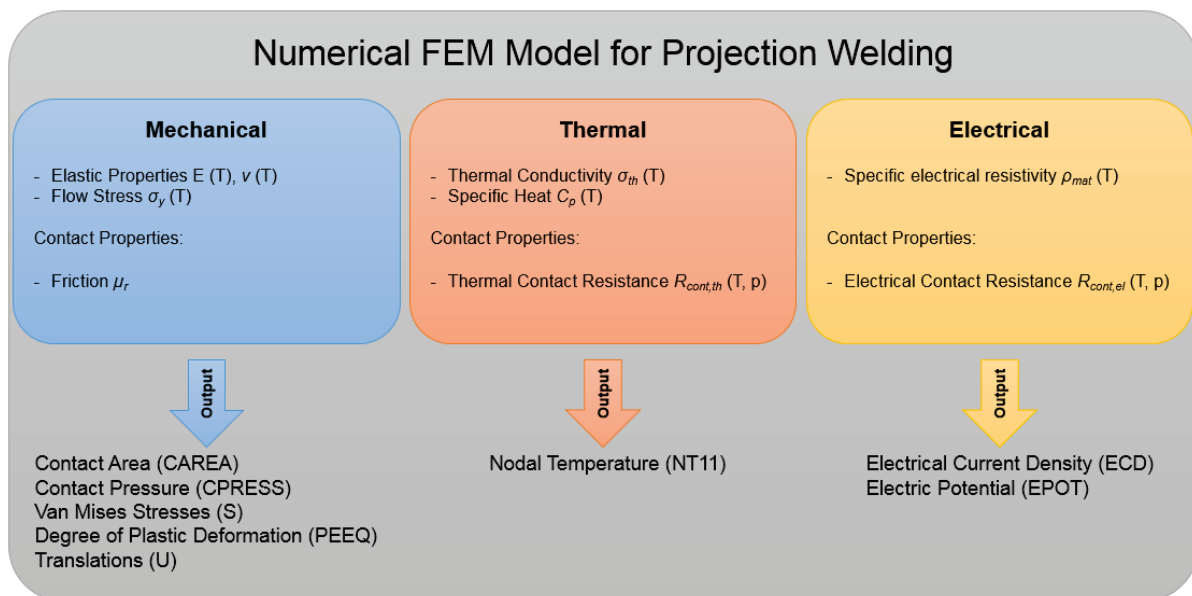 Numerical FEM Model for Projection Welding
Mechanical
- Elastic Properties E (T), ν (T)
- Flow Stress σy (T)
Contact Properties:
- Friction μr
Thermal
- Thermal Conductivity σth (T)
- Specific Heat Cp (T)
Contact Properties:
- Thermal Contact Resistance Rcont,th (T, p)
Electrical
- Specific electrical resistivity ρmat (T)
Contact Properties:
- Electrical Contact Resistance Rcont,el (T, p)
Output
Output
Output
Contact Area (CAREA)
Contact Pressure (CPRESS)
Van Mises Stresses (S)
Degree of Plastic Deformation (PEEQ)
Translations (U)
Nodal Temperature (NT11)
Electrical Current Density (ECD)
Electric Potential (EPOT)